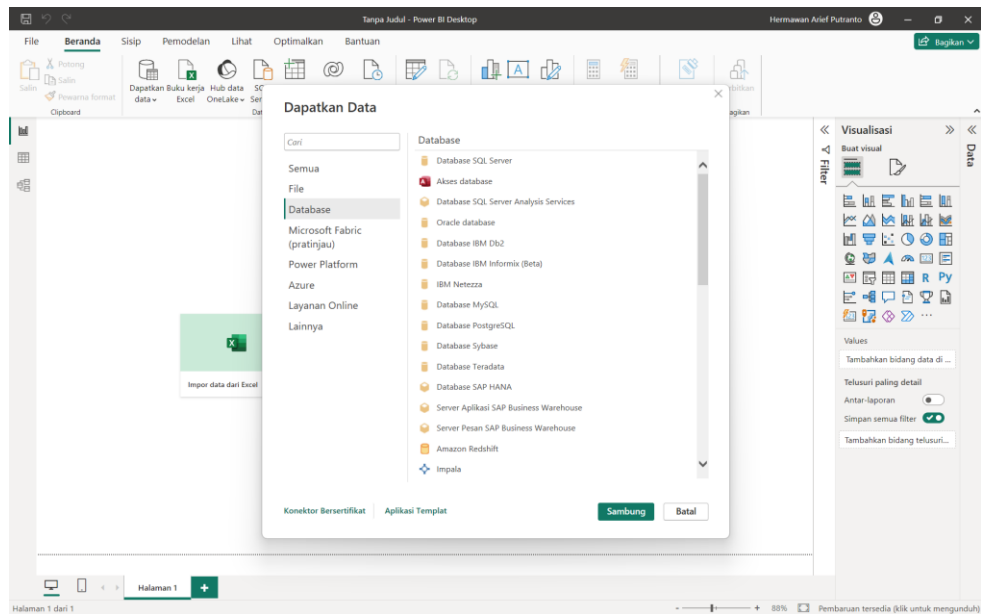 Tanpa Judul - Power BI Desktop
Hermawan Arief Putranto
File Beranda Sisip Pemodelan Lihat Optimalkan Bantuan
Bagikan
Salin
Potong
Salin
Pewarna format
Clipboard
Dapatkan data
Buku kerja Excel
Hub data OneLake
Dapatkan Data
Cari
Semua
File
Database
Microsoft Fabric
(pratinjau)
Power Platform
Azure
Layanan Online
Lainnya
Database
Database SQL Server
Akses database
Database SQL Server Analysis Services
Oracle database
Database IBM Db2
Database IBM Informix (Beta)
IBM Netezza
Database MySQL
Database PostgreSQL
Database Sybase
Database Teradata
Database SAP HANA
Server Aplikasi SAP Business Warehouse
Server Pesan SAP Business Warehouse
Amazon Redshift
Impala
Konektor Bersertifikat
Aplikasi Templat
Sambung
Batal
Impor data dari Excel
Filter
Visualisasi
Buat visual
R Py
Values
Tambahkan bidang data di ...
Telusuri paling detail
Antar-laporan
Simpan semua filter
Tambahkan bidang telusuri...
Data
Halaman 1
Halaman 1 dari 1
88%
Pembaruan tersedia (klik untuk mengunduh)